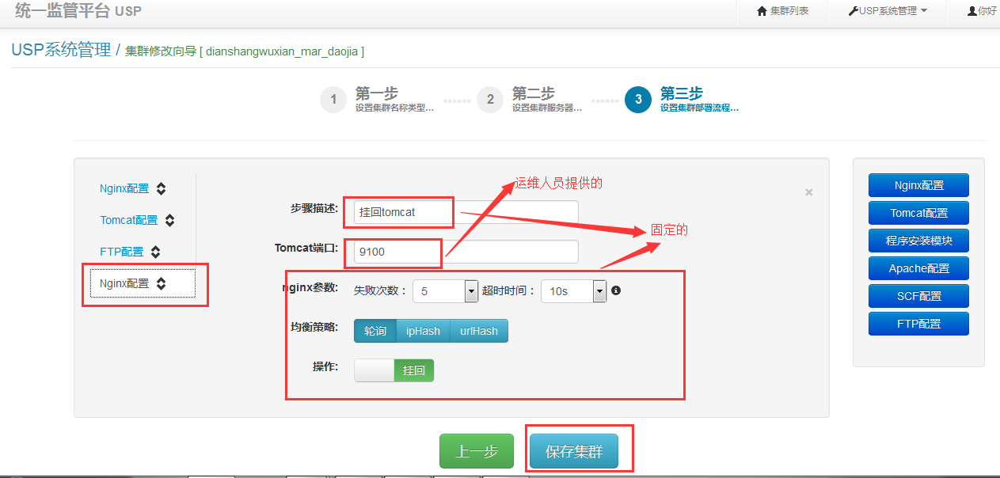 统一监管平台 USP
集群列表
USP系统管理
你好
USP系统管理 / 集群修改向导 [ dianshangwuxian_mar_daojia ]
1
第一步
设置集群名称类型...
2
第二步
设置集群服务器...
3
第三步
设置集群部署流程...
Nginx配置
Tomcat配置
FTP配置
Nginx配置
×
运维人员提供的
步骤描述:
挂回tomcat
固定的
Tomcat端口:
9100
nginx参数:
失败次数：
5
超时时间：
10s
均衡策略:
轮询
ipHash
urlHash
操作:
挂回
Nginx配置
Tomcat配置
程序安装模块
Apache配置
SCF配置
FTP配置
上一步
保存集群